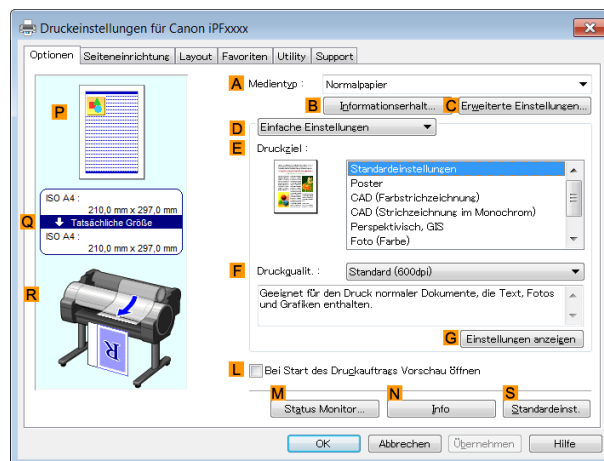 Druckeinstellungen für Canon iPFxxxx
Optionen Seiteneinrichtung Layout Favoriten Utility Support
A Medientyp : Normalpapier
B Informationserhalt... C Erweiterte Einstellungen...
P
D Einfache Einstellungen
E Druckziel :
Standardeinstellungen
Poster
CAD (Farbstrichzeichnung)
CAD (Strichzeichnung im Monochrom)
Perspektivisch, GIS
Foto (Farbe)
ISO A4 :
210,0 mm x 297,0 mm
Q Tatsächliche Größe
ISO A4 :
210,0 mm x 297,0 mm
F Druckqualit. : Standard (600dpi)
Geeignet für den Druck normaler Dokumente, die Text, Fotos
und Grafiken enthalten.
R
R
G Einstellungen anzeigen
L Bei Start des Druckauftrags Vorschau öffnen
M N S
Status Monitor... Info Standardeinst.
OK Abbrechen Übernehmen Hilfe